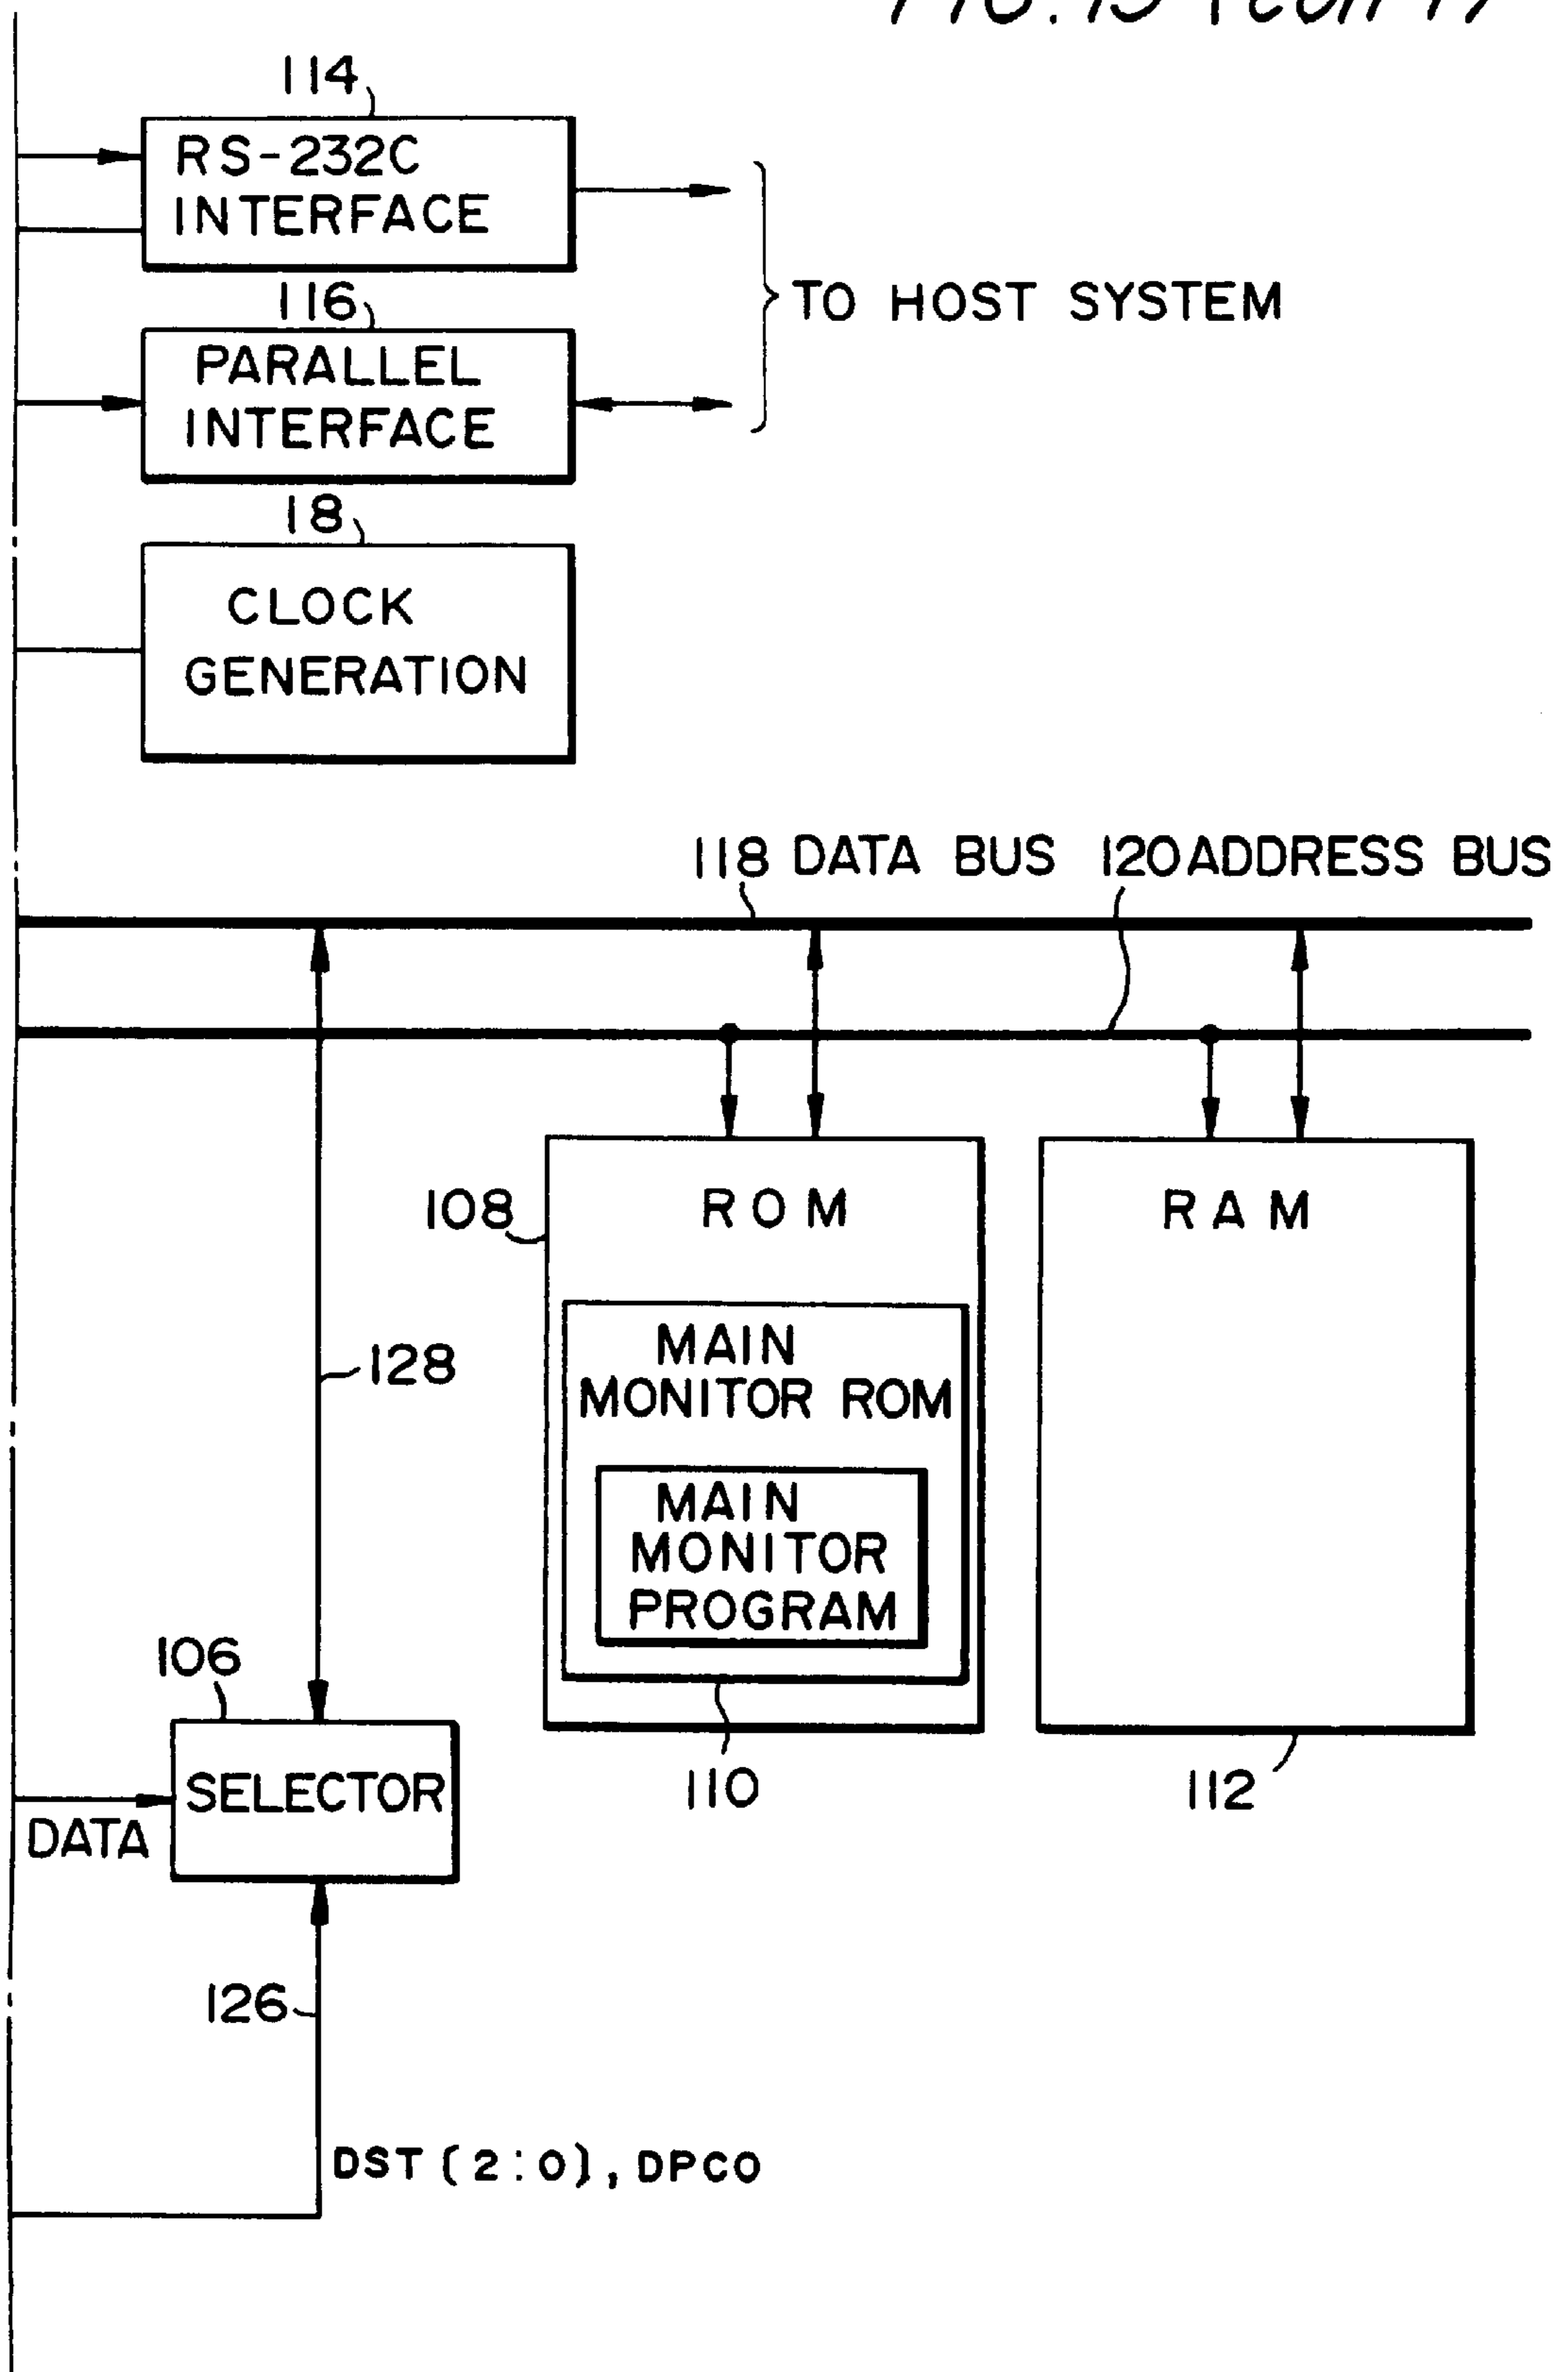 114
RS-232C
INTERFACE
TO HOST SYSTEM
116
PARALLEL
INTERFACE
18
CLOCK
GENERATION
118 DATA BUS 120 ADDRESS BUS
108
ROM
RAM
MAIN
MONITOR ROM
128
MAIN
MONITOR
PROGRAM
106
110
112
SELECTOR
DATA
126
DST(2:0), DPCO